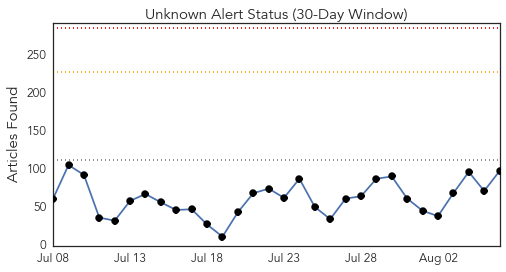 Unknown Alert Status (30-Day Window)
Articles Found
250
200
150
100
50
0
Jul 08
Jul 13
Jul 18
Jul 23
Jul 28
Aug 02